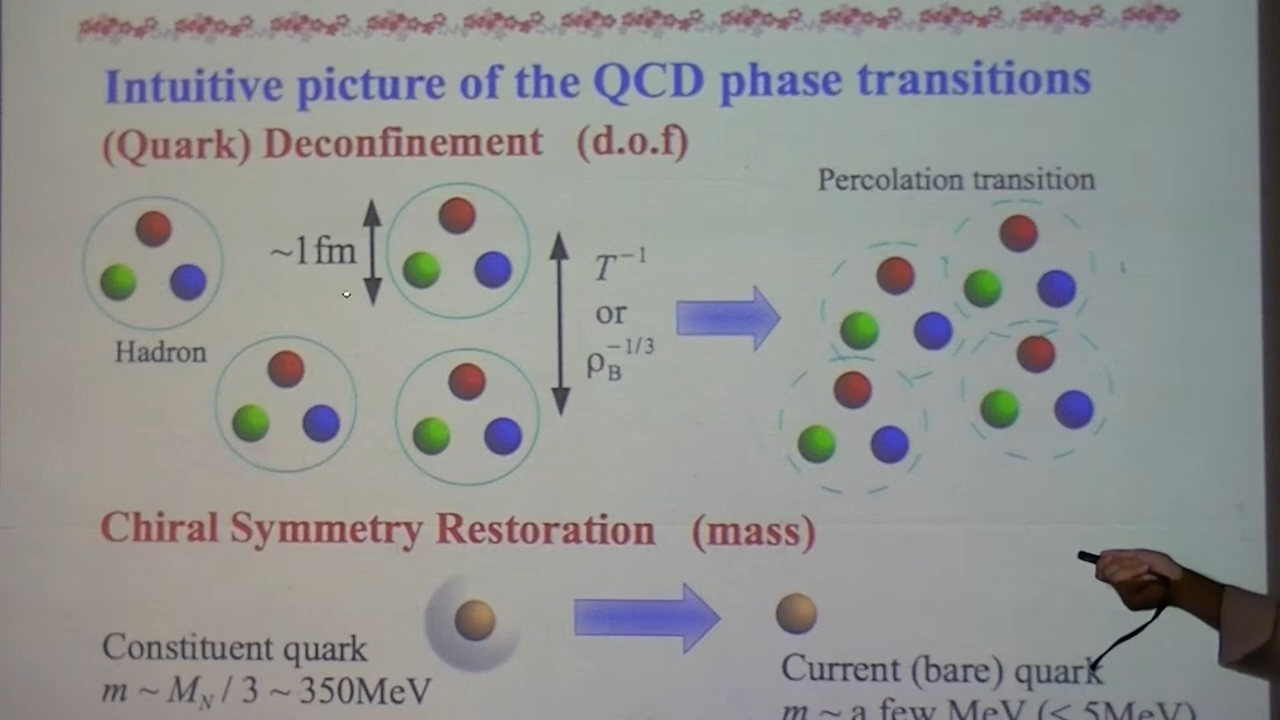 Intuitive picture of the QCD phase transitions
(Quark) Deconfinement (d.o.f)
Percolation transition
~1 fm
T⁻¹
or
ρ_B^{-1/3}
Hadron
Chiral Symmetry Restoration (mass)
Constituent quark
m ~ M_N / 3 ~ 350MeV
Current (bare) quark
m ~ a few MeV (< 5MeV)